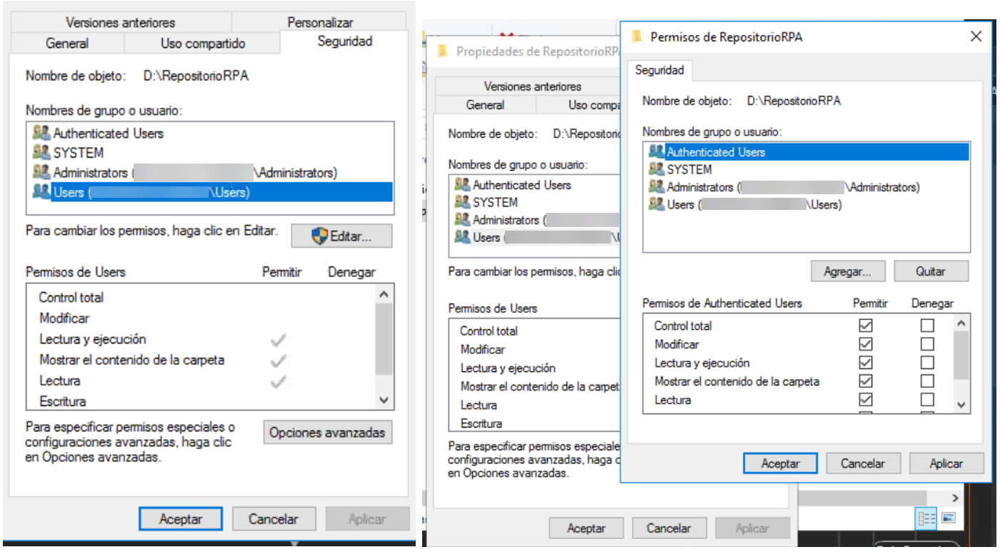 Versiones anteriores Personalizar
General Uso compartido Seguridad
Nombre de objeto: D:\RepositorioRPA
Nombres de grupo o usuario:
Authenticated Users
SYSTEM
Administrators ( \Administrators)
Users ( \Users)
Para cambiar los permisos, haga clic en Editar. Editar...
Permisos de Users Permitir Denegar
Control total
Modificar
Lectura y ejecución
Mostrar el contenido de la carpeta
Lectura
Escritura
Para especificar permisos especiales o
configuraciones avanzadas, haga clic
en Opciones avanzadas.
Opciones avanzadas
Aceptar Cancelar Aplicar
Propiedades de RepositorioRPA
Versiones anteriores
General Uso compa
Nombre de objeto: D:\Repositorio
Nombres de grupo o usuario:
Authenticated Users
SYSTEM
Administrators (
Users ( \U
Para cambiar los permisos, haga clic
Permisos de Users
Control total
Modificar
Lectura y ejecución
Mostrar el contenido de la carpet
Lectura
Escritura
Para especificar permisos especiale
configuraciones avanzadas, haga c
en Opciones avanzadas.
Aceptar Cancelar Aplicar
Permisos de RepositorioRPA
Seguridad
Nombre de objeto: D:\RepositorioRPA
Nombres de grupo o usuario:
Authenticated Users
SYSTEM
Administrators ( \Administrators)
Users ( \Users)
Agregar... Quitar
Permisos de Authenticated Users Permitir Denegar
Control total
Modificar
Lectura y ejecución
Mostrar el contenido de la carpeta
Lectura
Aceptar Cancelar Aplicar